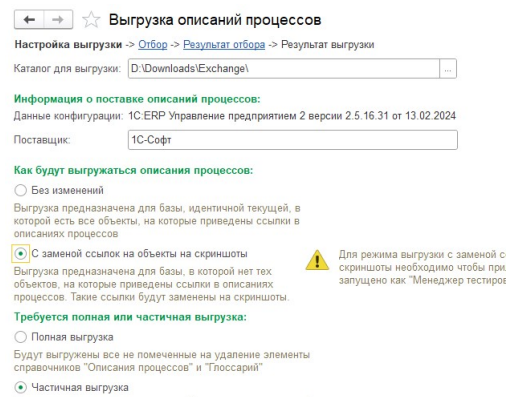 Выгрузка описаний процессов
Настройка выгрузки -> Отбор -> Результат отбора -> Результат выгрузки
Каталог для выгрузки: D:\Downloads\Exchange\ ...
Информация о поставке описаний процессов:
Данные конфигурации: 1С:ERP Управление предприятием 2 версии 2.5.16.31 от 13.02.2024
Поставщик: 1С-Софт
Как будут выгружаться описания процессов:
Без изменений
Выгрузка предназначена для базы, идентичной текущей, в
которой есть все объекты, на которые приведены ссылки в
описаниях процессов
С заменой ссылок на объекты на скриншоты
Выгрузка предназначена для базы, в которой нет тех
объектов, на которые приведены ссылки в описаниях
процессов. Такие ссылки будут заменены на скриншоты.
Для режима выгрузки с заменой
скриншоты необходимо чтобы
запущено как "Менеджер
Требуется полная или частичная выгрузка:
Полная выгрузка
Будут выгружены все не помеченные на удаление элементы
справочников "Описания процессов" и "Глоссарий"
Частичная выгрузка